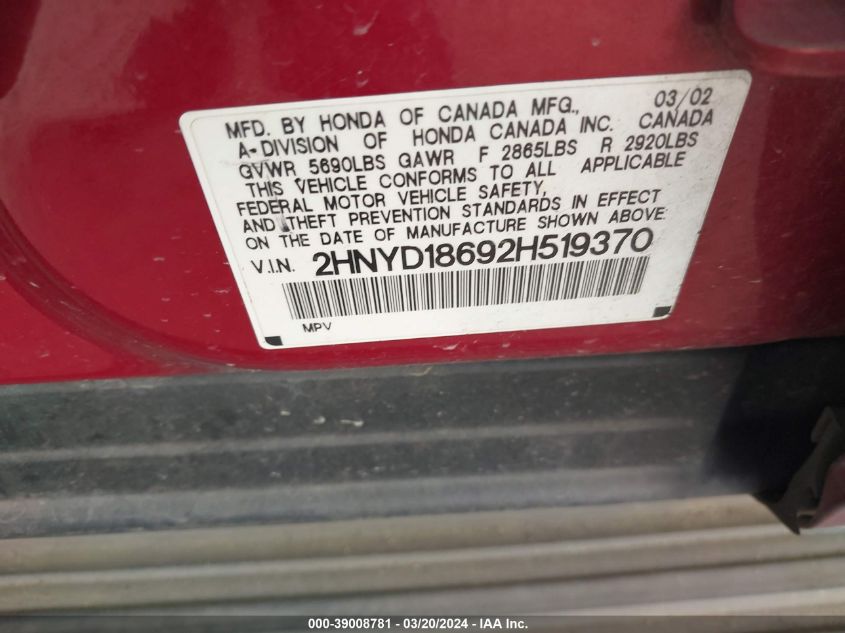 MFD. BY HONDA OF CANADA MFG., 03/02
A-DIVISION OF HONDA CANADA INC. CANADA
GVWR 5690LBS GAWR F 2865LBS R 2920LBS
THIS VEHICLE CONFORMS TO ALL APPLICABLE
FEDERAL MOTOR VEHICLE SAFETY,
AND THEFT PREVENTION STANDARDS IN EFFECT
ON THE DATE OF MANUFACTURE SHOWN ABOVE.
V.I.N. 2HNYD18692H519370
MPV
000-39008781 - 03/20/2024 - IAA Inc.